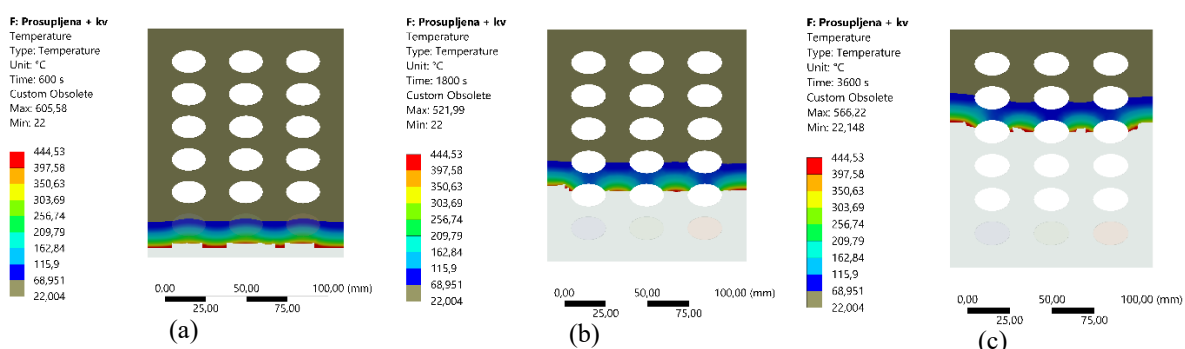 F: Prosupljena + kv
Temperature
Type: Temperature
Unit: °C
Time: 600 s
Custom Obsolete
Max: 605,58
Min: 22
444,53
397,58
350,63
303,69
256,74
209,79
162,84
115,9
68,951
22,004
0,00 50,00 100,00 (mm)
25,00 75,00
(a)
F: Prosupljena + kv
Temperature
Type: Temperature
Unit: °C
Time: 1800 s
Custom Obsolete
Max: 521,99
Min: 22
444,53
397,58
350,63
303,69
256,74
209,79
162,84
115,9
68,951
22,004
0,00 50,00 100,00 (mm)
25,00 75,00
(b)
F: Prosupljena + kv
Temperature
Type: Temperature
Unit: °C
Time: 3600 s
Custom Obsolete
Max: 566,22
Min: 22,148
444,53
397,58
350,63
303,69
256,74
209,79
162,84
115,9
68,951
22,004
0,00 50,00 100,00 (mm)
25,00 75,00
(c)